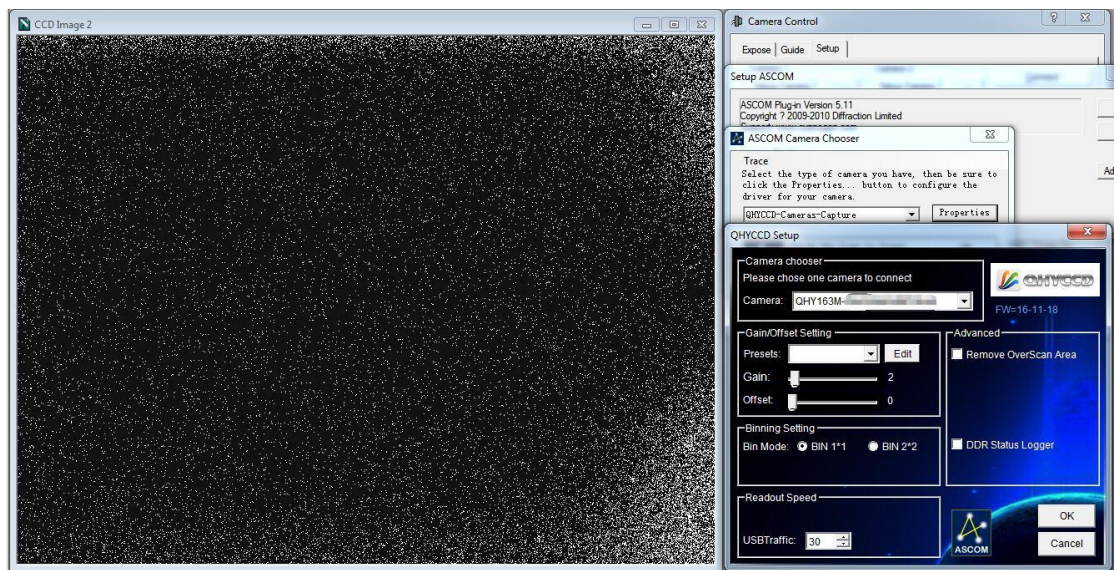 CCD Image 2
Camera Control
Expose Guide Setup
Setup ASCOM
ASCOM Plug-in Version 5.11
Copyright ? 2009-2010 Diffraction Limited
ASCOM Camera Chooser
Trace
Select the type of camera you have, then be sure to
click the Properties... button to configure the
driver for your camera.
QHYCCD-Cameras-Capture Properties
QHYCCD Setup
Camera chooser
Please chose one camera to connect
Camera: QHY163M-
QHYCCD
FW=16-11-18
Gain/Offset Setting
Presets: Edit
Gain: 2
Offset: 0
Advanced
Remove OverScan Area
DDR Status Logger
Binning Setting
Bin Mode: BIN 1*1 BIN 2*2
Readout Speed
USBTraffic: 30
ASCOM
OK
Cancel